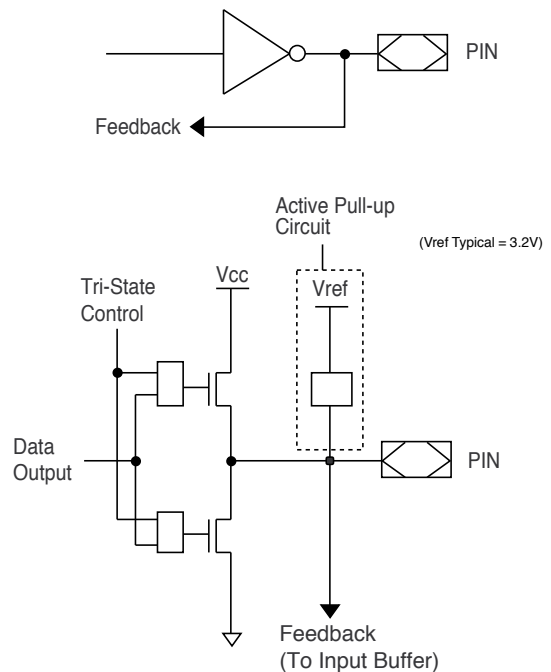 PIN
Feedback
Active Pull-up
Circuit
(Vref Typical = 3.2V)
Vcc
Vref
Tri-State
Control
Data
Output
PIN
Feedback
(To Input Buffer)